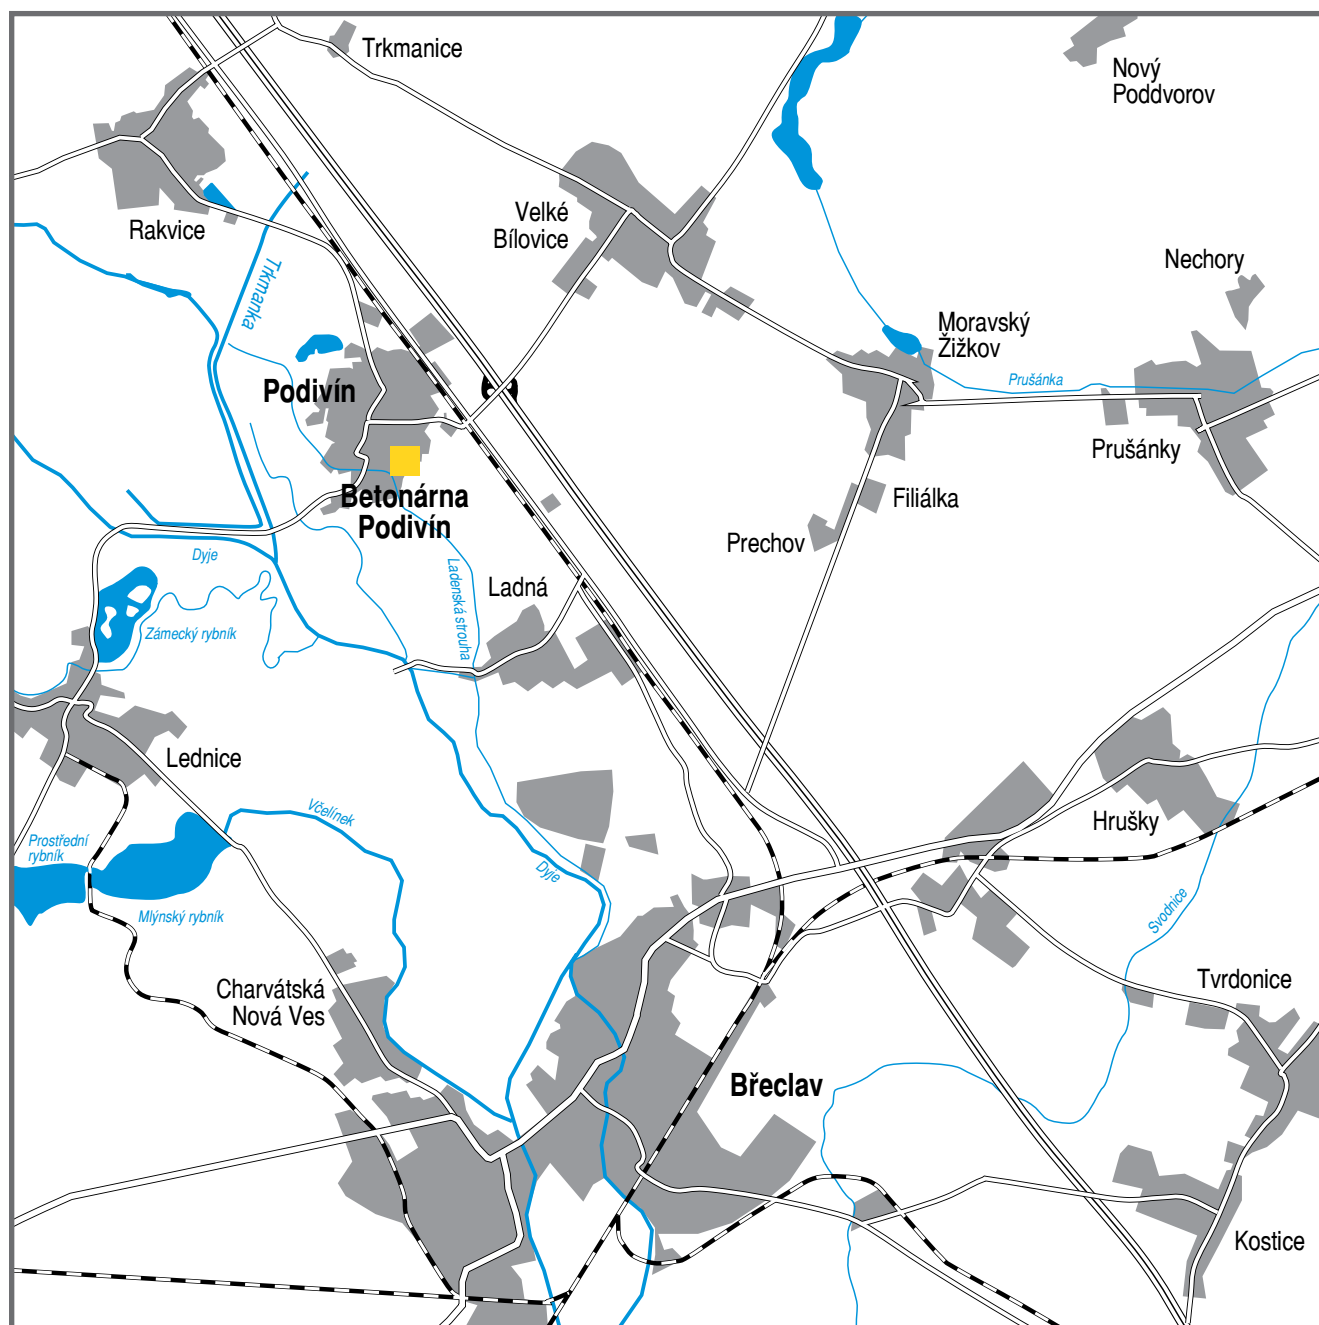 Trkmanice
Nový
Poddvorov
Rakvice
Velké
Bílovice
Nechory
Trkmanka
Moravský
Žižkov
Prušánka
Podivín
Prušánky
Betonárna
Podivín
Filiálka
Prechov
Dyje
Ladenská strouha
Ladná
Zámecký rybník
Lednice
Včelínek
Hrušky
Prostřední
rybník
Dyje
Mlýnský rybník
Svodnice
Charvátská
Nová Ves
Tvrdonice
Břeclav
Kostice